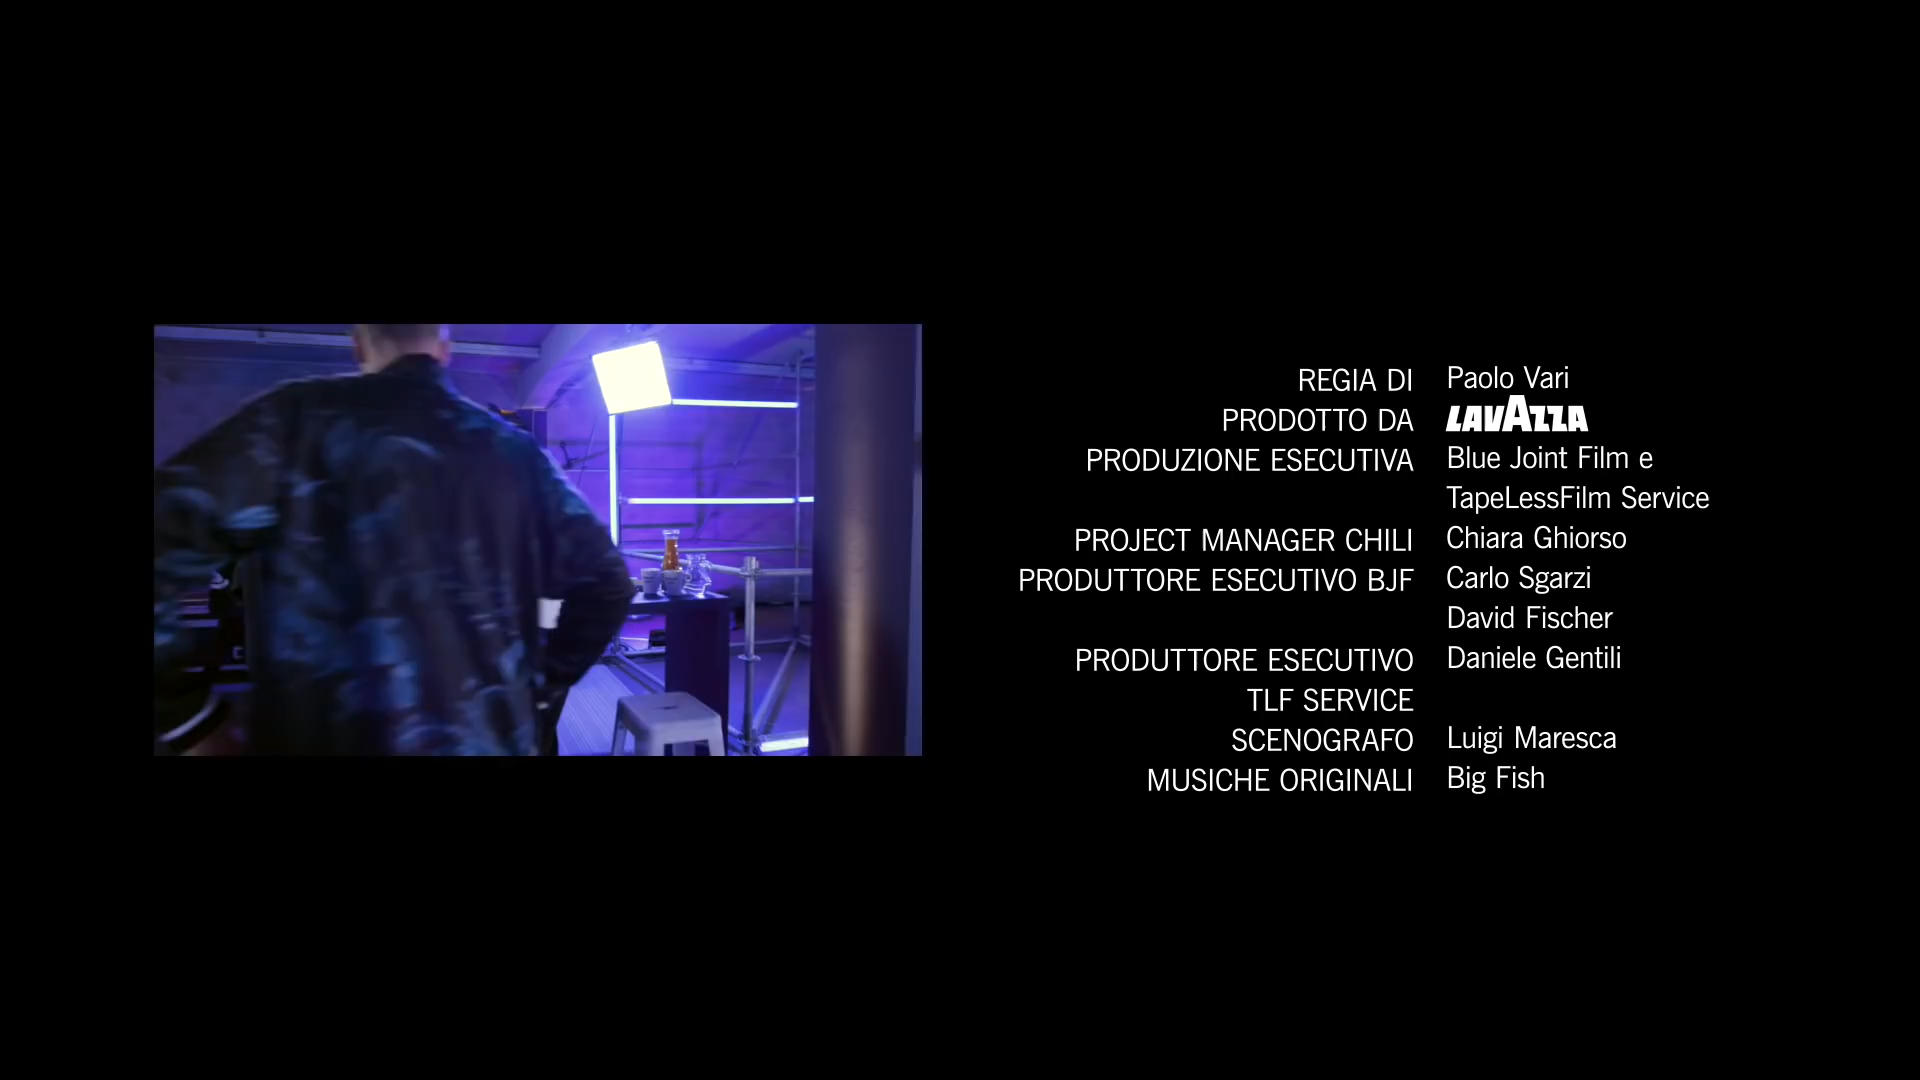 REGIA DI Paolo Vari
PRODOTTO DA LAVAZZA
PRODUZIONE ESECUTIVA Blue Joint Film e
TapeLessFilm Service
PROJECT MANAGER CHILI Chiara Ghiorso
PRODUTTORE ESECUTIVO BJF Carlo Sgarzi
David Fischer
PRODUTTORE ESECUTIVO Daniele Gentili
TLF SERVICE
SCENOGRAFO Luigi Maresca
MUSICHE ORIGINALI Big Fish